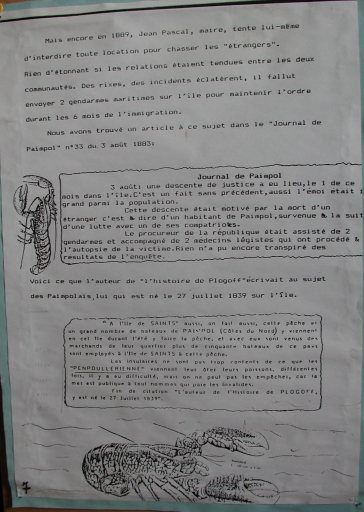 Mais encore en 1889, Jean Pascal, maire, tente lui-même
d'interdire toute location pour chasser les "étrangers".
Rien d'étonnant si les relations étaient tendues entre les deux
communautés. Des rixes, des incidents éclatèrent, il fallut
envoyer 2 gendarmes maritimes sur l'île pour maintenir l'ordre
durant les 6 mois de l'immigration.
Nous avons trouvé un article à ce sujet dans le "Journal de
Paimpol" n°33 du 3 août 1883:
Journal de Paimpol
3 août: une descente de justice a eu lieu,le 1 de ce
mois dans l'île.C'est un fait sans précédent,aussi l'émoi était
grand parmi la population.
Cette descente était motivé par la mort d'un
étranger c'est à dire d'un habitant de Paimpol,survenue à la suit
d'une lutte avec un de ses compatriotes.
Le procureur de la république était assisté de 2
gendarmes et accompagné de 2 médecins légistes qui ont procédé à
l'autopsie de la victime.Rien n'a pu encore transpiré des
résultats de l'enquête.
Voici ce que l'auteur de "l'histoire de Plogoff"écrivait au sujet
des Paimpolais,lui qui est né le 27 juillet 1839 sur l'île.
" A l'Ile de SAINTS" aussi, on fait aussi, cette pêche et
un grand nombre de bateaux de PAIMPOL (Côtes du Nord) y viennent
en cet île durant l'été y faire la pêche, et avec eux sont venus des
marchands de leur quartier plus de cinquante bateaux de ce pays
sont employés à l'Ile de SAINTS à cette pêche.
Les insulaires ne sont pas trop contents de ce que les
"PENPOULLERIENNE" viennent leur ôter leurs poissons, différentes
fois, il y a eu difficulté, mais on ne peut pas les empêcher, car la
mer est publique à tout hommes qui paie les invalides.
Fin de citation "l'auteur de l'Histoire de PLOGOFF,
y est né le 27 Juillet 1839".
7